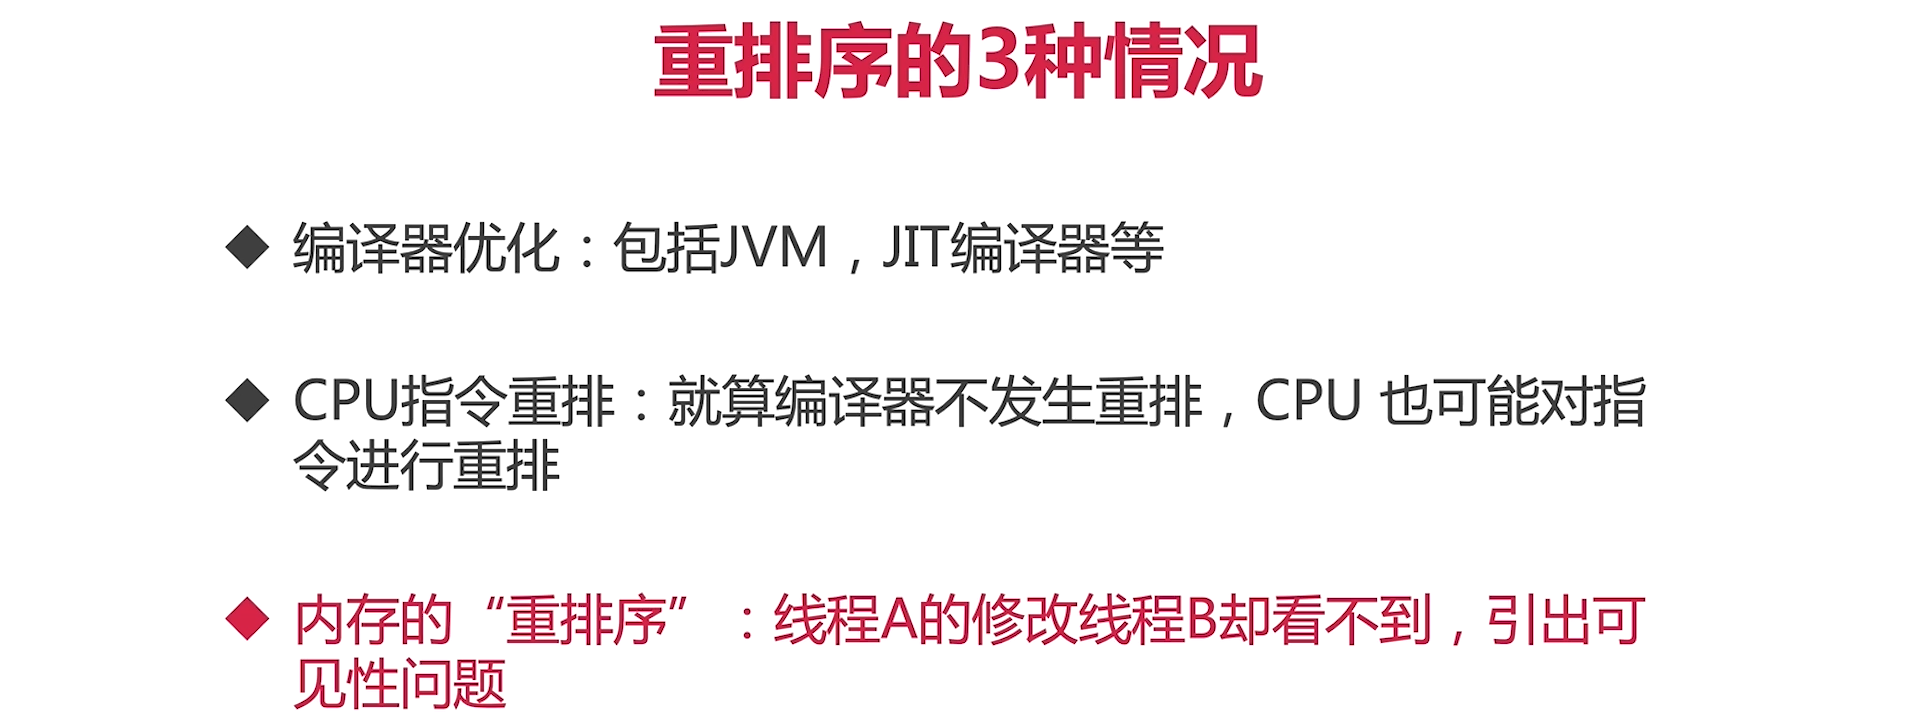 重排序的3种情况
◆ 编译器优化：包括JVM，JIT编译器等
◆ CPU指令重排：就算编译器不发生重排，CPU 也可能对指
令进行重排
◆ 内存的“重排序”：线程A的修改线程B却看不到，引出可
见性问题